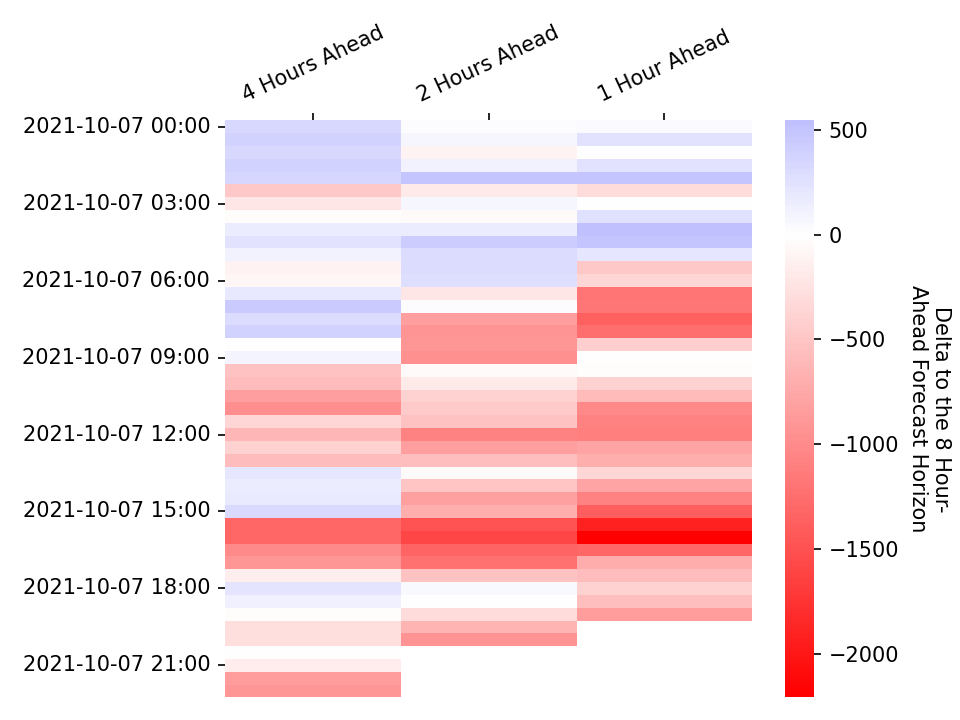 4 Hours Ahead
2 Hours Ahead
1 Hour Ahead
2021-10-07 00:00
2021-10-07 03:00
2021-10-07 06:00
2021-10-07 09:00
2021-10-07 12:00
2021-10-07 15:00
2021-10-07 18:00
2021-10-07 21:00
500
0
−500
−1000
−1500
−2000
Delta to the 8 Hour-
Ahead Forecast Horizon